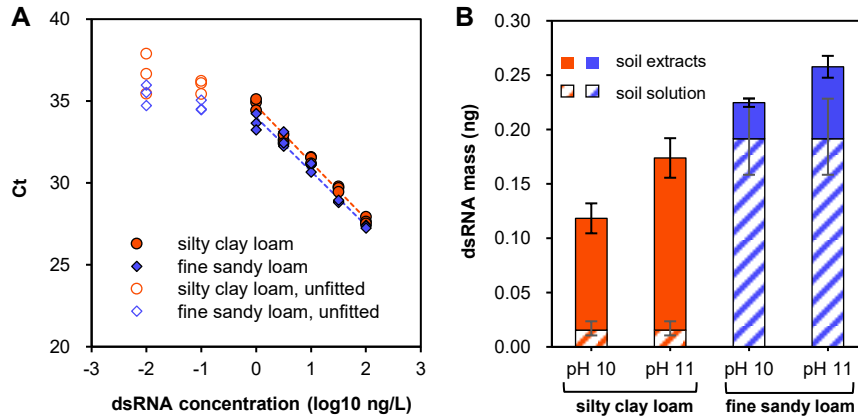 A
40
35
30
25
20
Ct
silty clay loam
fine sandy loam
silty clay loam, unfitted
fine sandy loam, unfitted
-3 -2 -1 0 1 2 3
dsRNA concentration (log10 ng/L)
B
0.30
0.25
0.20
0.15
0.10
0.05
0.00
dsRNA mass (ng)
soil extracts
soil solution
pH 10 pH 11 pH 10 pH 11
silty clay loam fine sandy loam